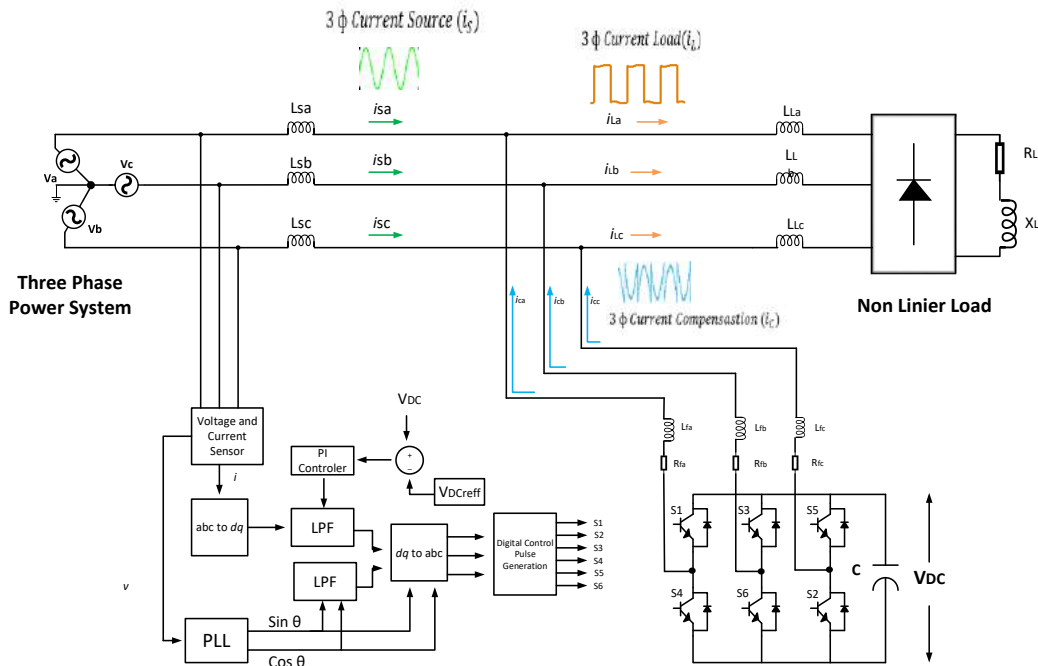 3 ϕ Current Source (iS)
3 ϕ Current Load(iL)
Lsa
isa
iLa
LLa
Va
Vc
Vb
Lsb
isb
iLb
LL
b
RL
XL
Lsc
isc
iLc
LLc
Three Phase
Power System
Non Linier Load
ica
icb
icc
3 ϕ Current Compensastion (iC)
Voltage and
Current
Sensor
i
VDC
PI
Controler
+
−
VDCreff
abc to dq
LPF
LPF
dq to abc
Digital Control
Pulse
Generation
S1
S2
S3
S4
S5
S6
v
PLL
Sin θ
Cos θ
Lfa
Lfb
Lfc
Rfa
Rfb
Rfc
S1
S3
S5
S4
S6
S2
C
VDC